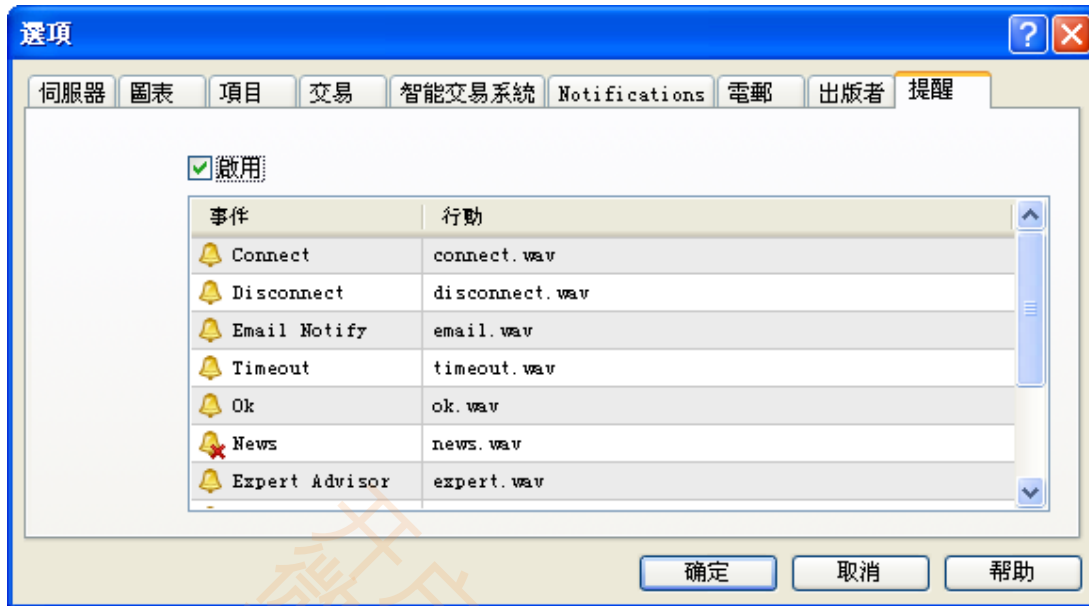 選項
伺服器 圖表 項目 交易 智能交易系統 Notifications 電郵 出版者 提醒
啟用
事件 行動
Connect connect.wav
Disconnect disconnect.wav
Email Notify email.wav
Timeout timeout.wav
Ok ok.wav
News news.wav
Expert Advisor expert.wav
开户
微
确定 取消 帮助